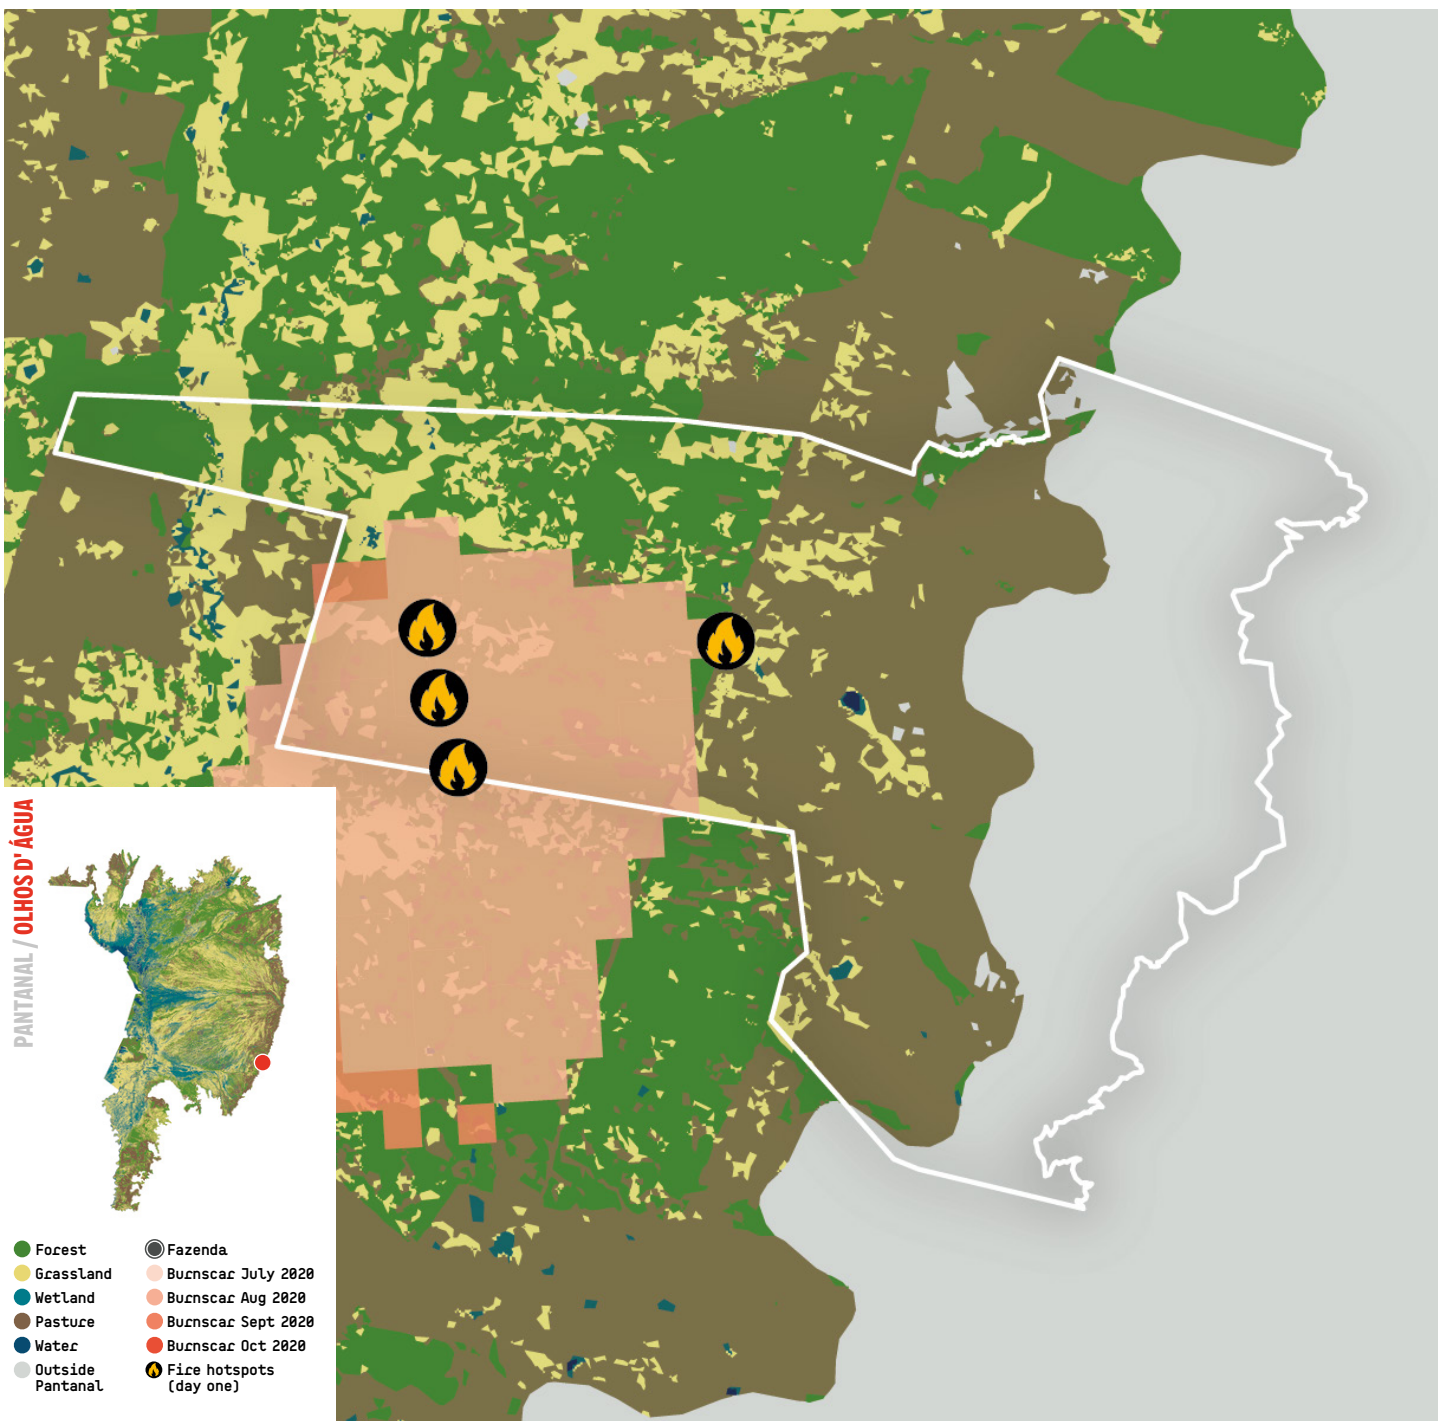 PANTANAL / OLHOS D' ÁGUA
Forest
Grassland
Wetland
Pasture
Water
Outside
Pantanal
Fazenda
Burnscar July 2020
Burnscar Aug 2020
Burnscar Sept 2020
Burnscar Oct 2020
Fire hotspots
(day one)